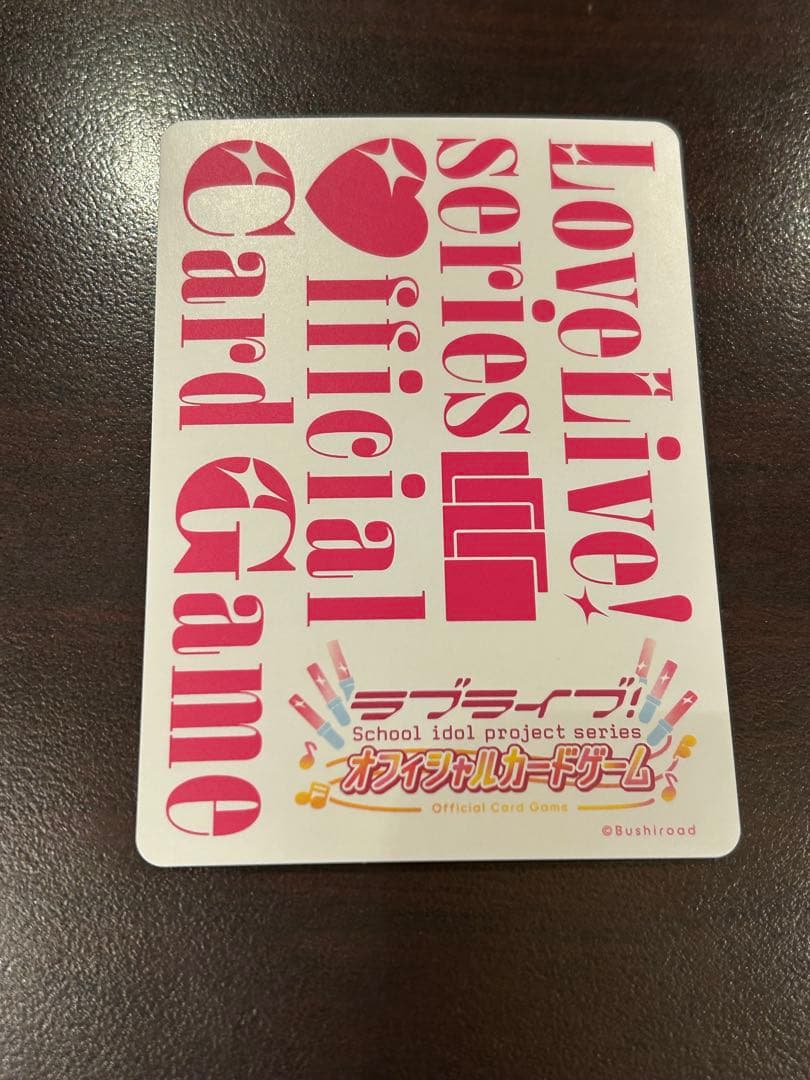 LoveLive!
series
Official
Card Game
ラブライブ!
School idol project series
オフィシャルカードゲーム
Official Card Game
©Bushiroad